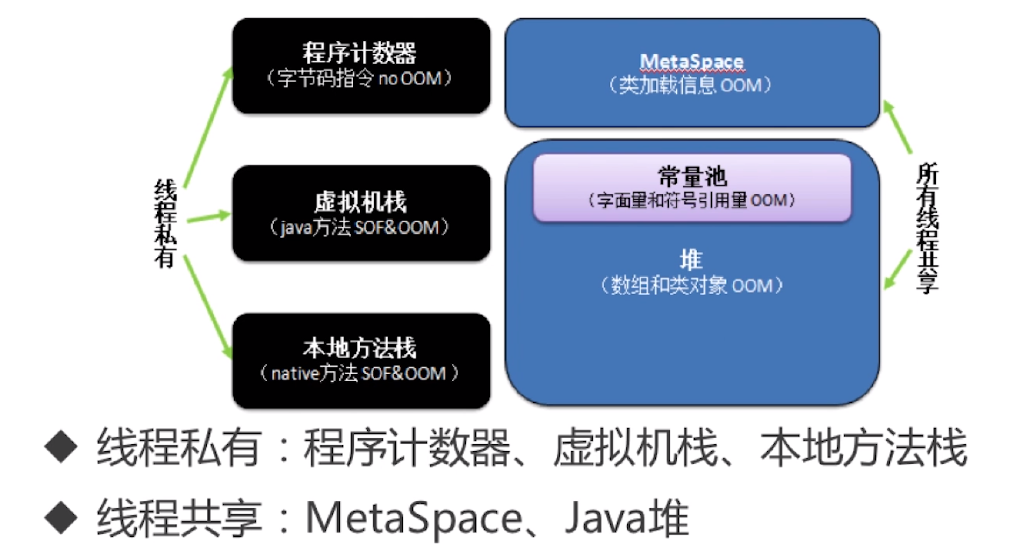 程序计数器
（字节码指令 no OOM）
MetaSpace
（类加载信息 OOM）
线程私有
虚拟机栈
（java方法 SOF&OOM）
常量池
（字面量和符号引用量 OOM）
堆
（数组和类对象 OOM）
所有线程共享
本地方法栈
（native方法 SOF&OOM ）
◆ 线程私有：程序计数器、虚拟机栈、本地方法栈
◆ 线程共享：MetaSpace、Java堆